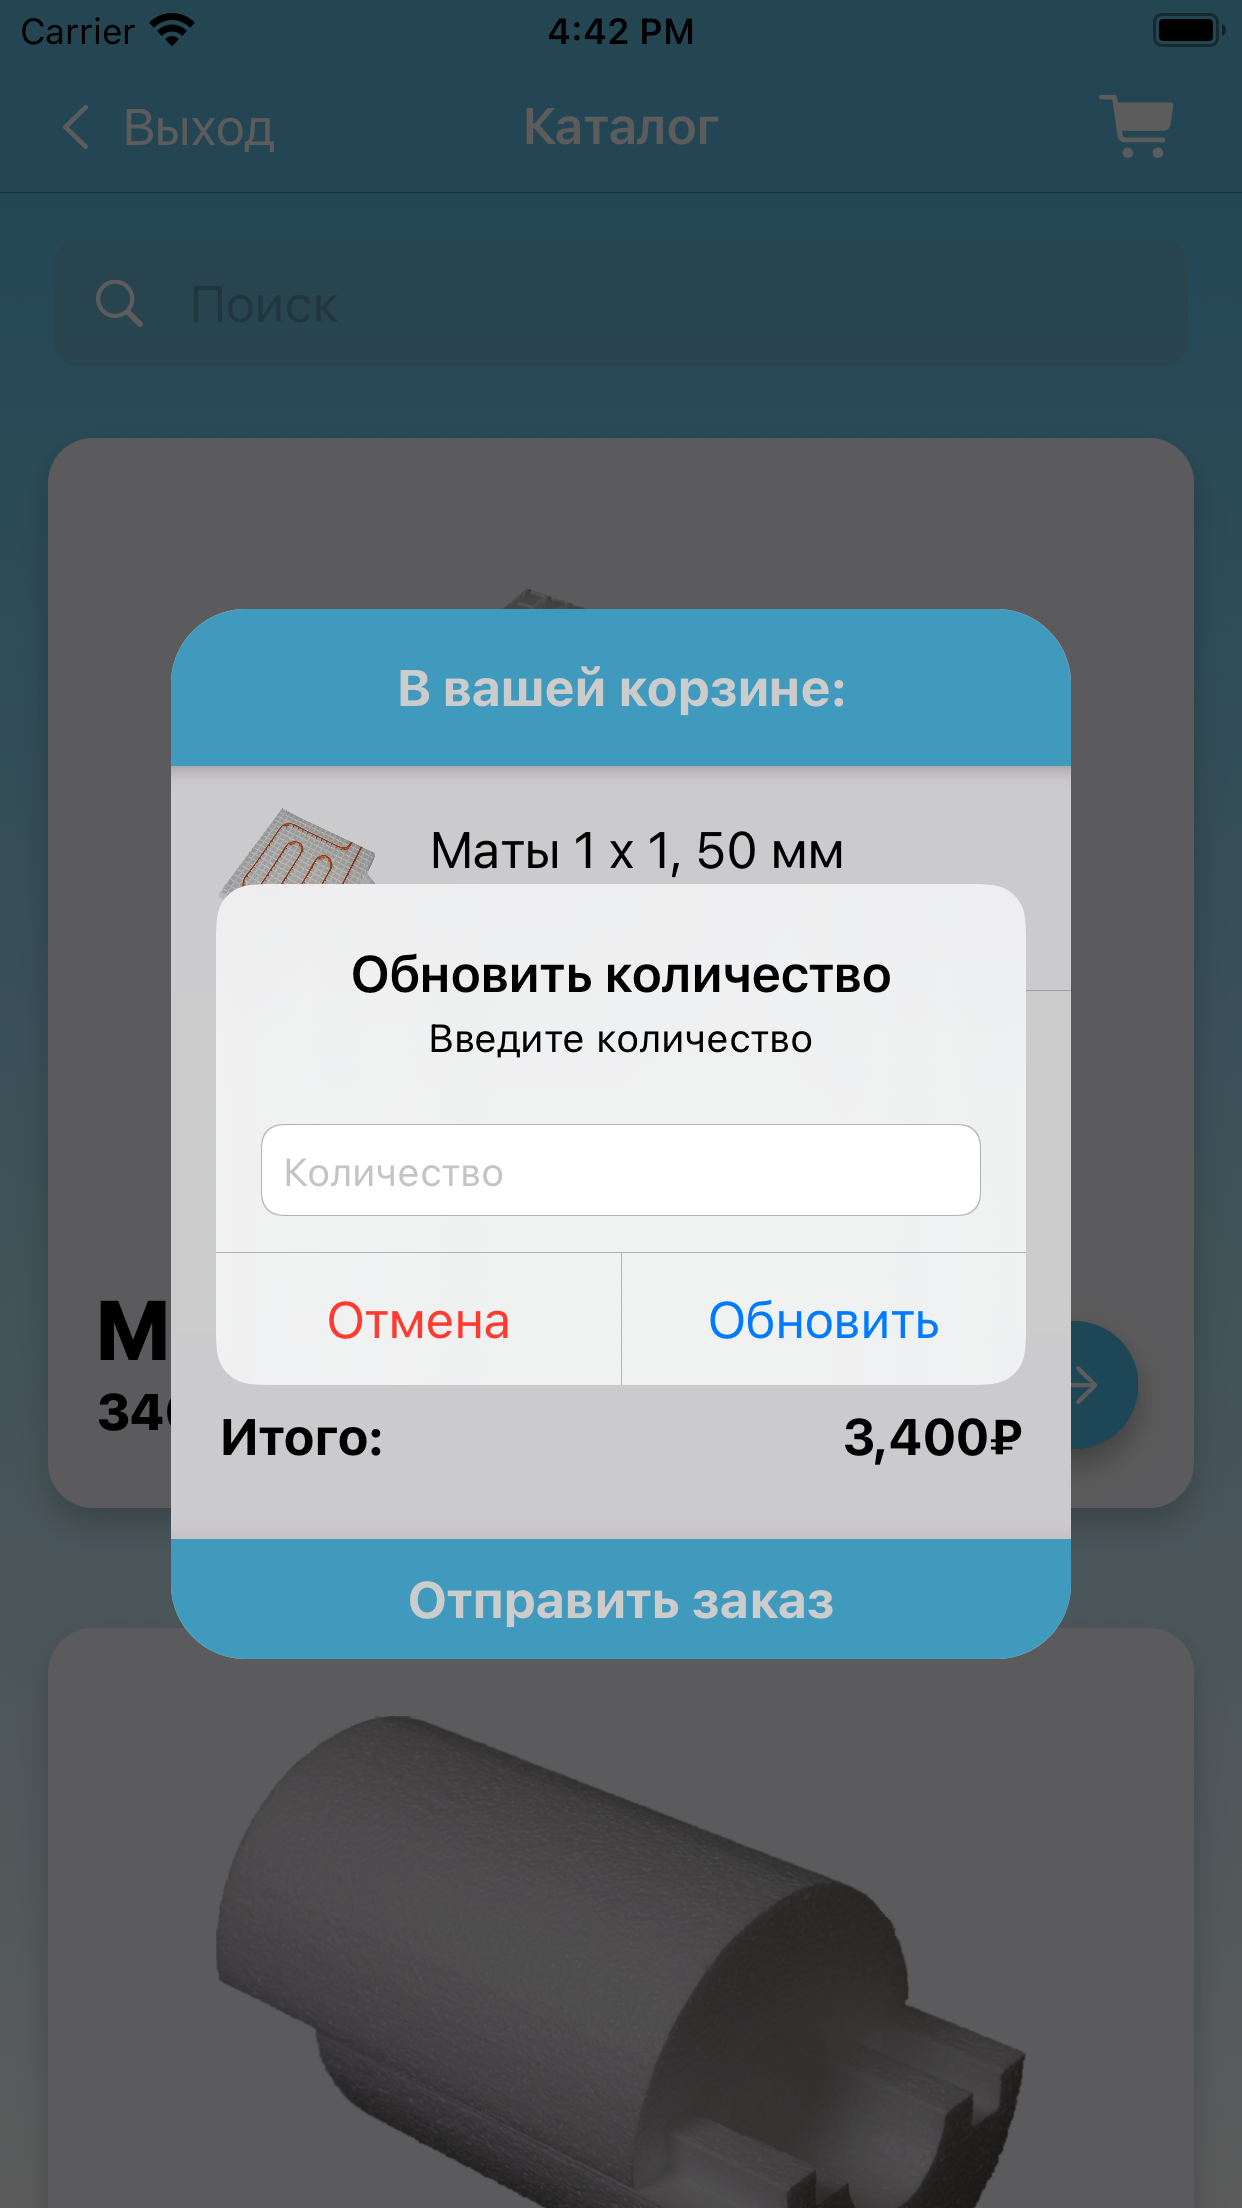 Carrier 4:42 PM
Выход Каталог
Поиск
В вашей корзине:
Маты 1 x 1, 50 мм
Обновить количество
Введите количество
Количество
Отмена Обновить
Итого: 3,400₽
Отправить заказ